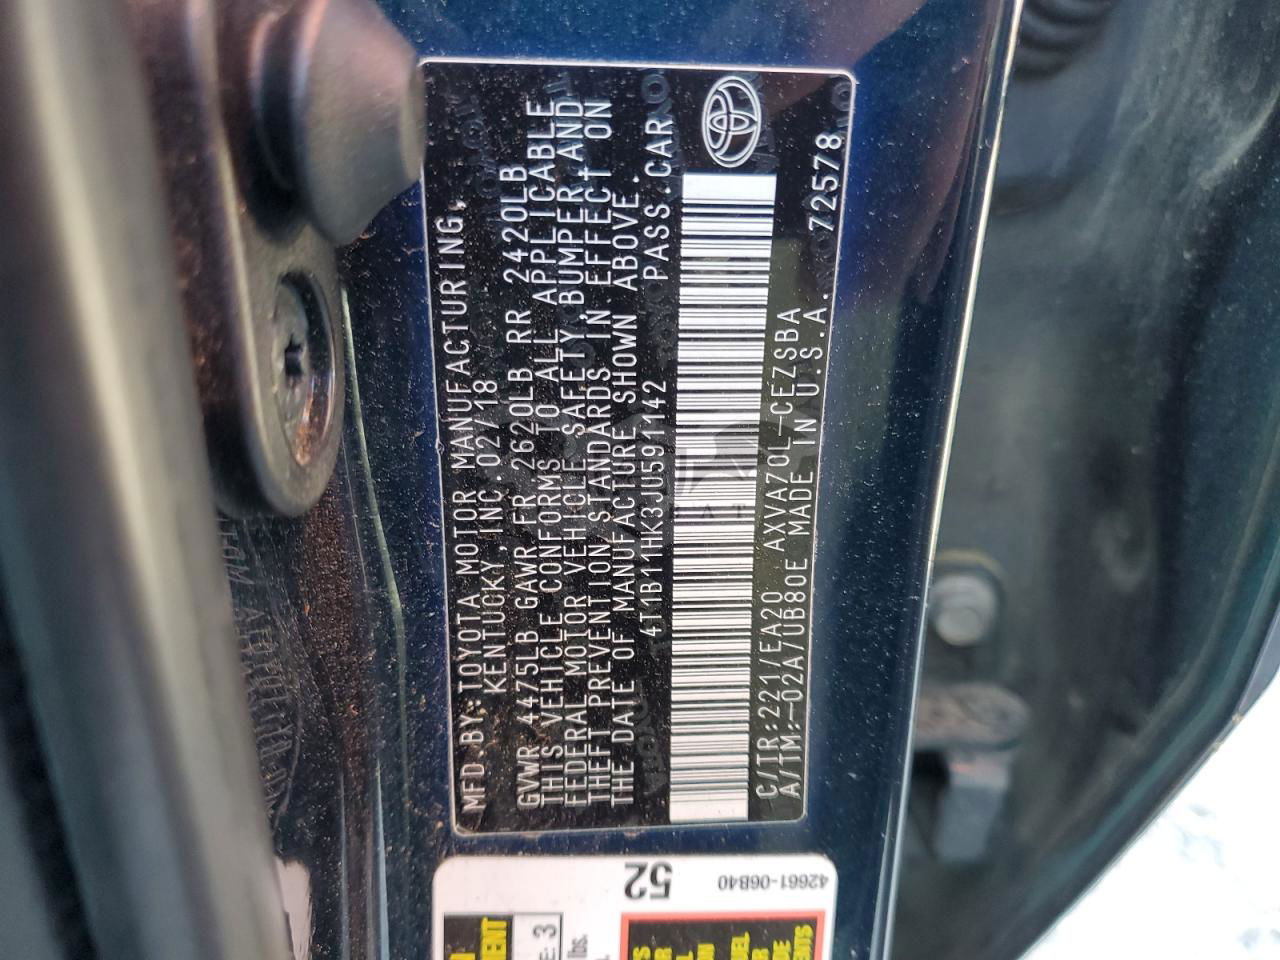 MFD.BY:TOYOTA MOTOR MANUFACTURING,
KENTUCKY,INC.02/18
GVWR 4475LB GAWR FR 2620LB RR 2420LB
THIS VEHICLE CONFORMS TO ALL APPLICABLE
FEDERAL MOTOR VEHICLE SAFETY,BUMPER,AND
THEFT PREVENTION STANDARDS IN EFFECT ON
THE DATE OF MANUFACTURE SHOWN ABOVE.
4T1B11HK3JU591142 PASS.CAR
C/TR:221/EA20 AXVA70L-CEZSBA
A/TM:-02A/UB80E MADE IN U.S.A. 72578
52
42661-06B40
E: 3
lbs.